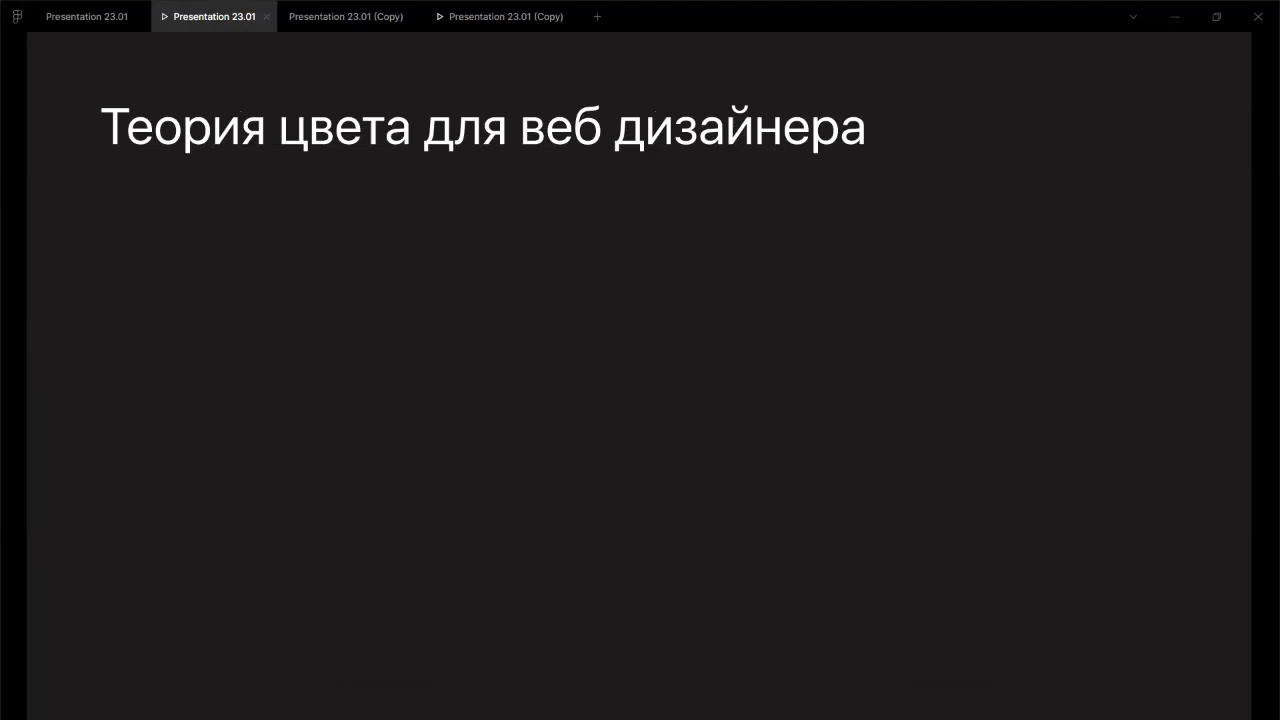 Presentation 23.01
Presentation 23.01
Presentation 23.01 (Copy)
Presentation 23.01 (Copy)
Теория цвета для веб дизайнера